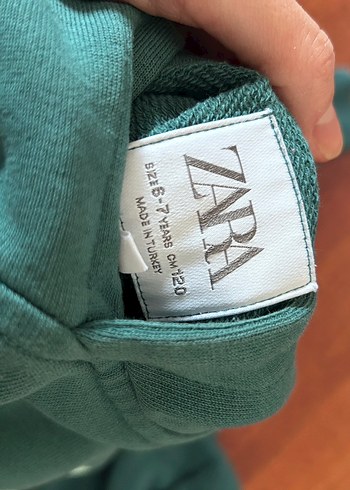 ZARA
SIZE 6-7 YEARS CM 120
MADE IN TURKEY